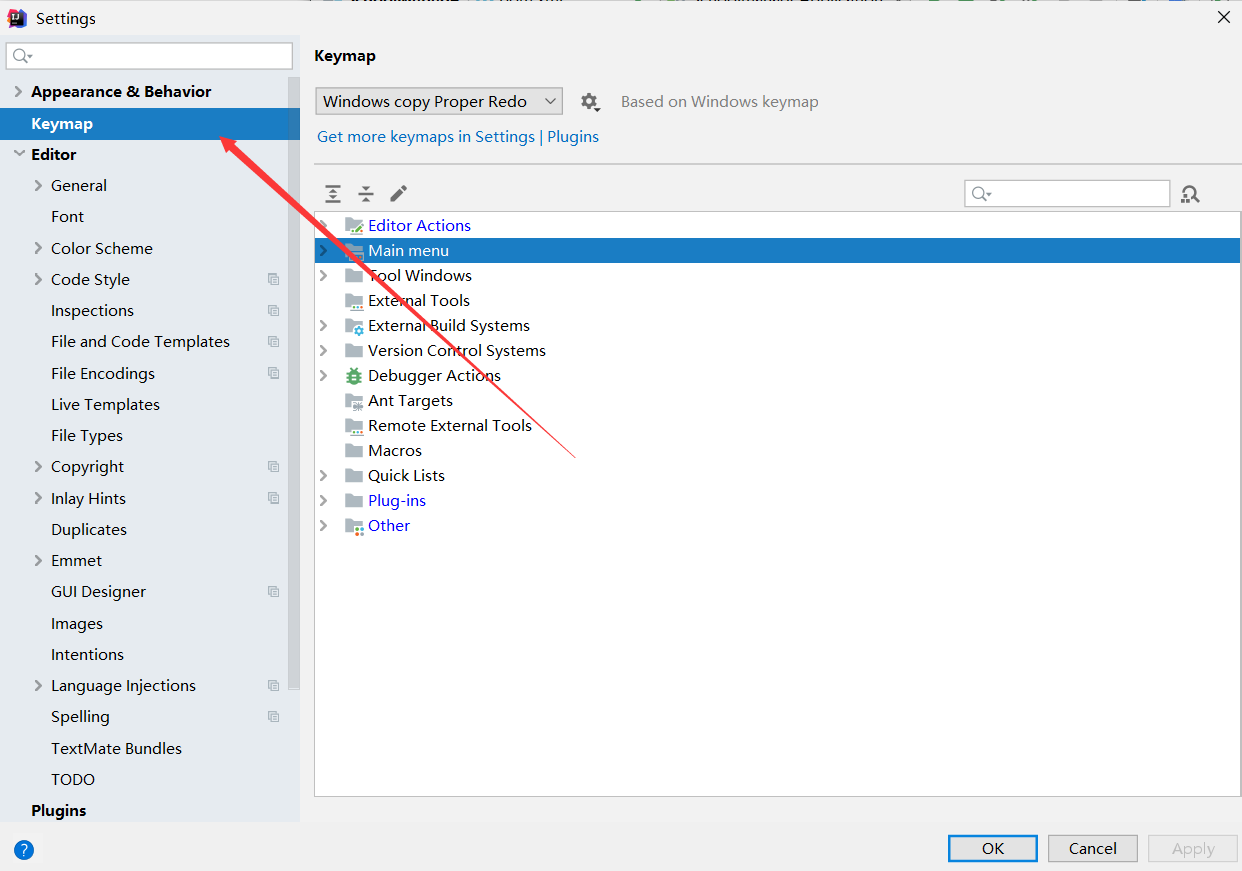 Settings
Appearance & Behavior
Keymap
Editor
General
Font
Color Scheme
Code Style
Inspections
File and Code Templates
File Encodings
Live Templates
File Types
Copyright
Inlay Hints
Duplicates
Emmet
GUI Designer
Images
Intentions
Language Injections
Spelling
TextMate Bundles
TODO
Plugins
Keymap
Windows copy Proper Redo
Based on Windows keymap
Get more keymaps in Settings | Plugins
Editor Actions
Main menu
Tool Windows
External Tools
External Build Systems
Version Control Systems
Debugger Actions
Ant Targets
Remote External Tools
Macros
Quick Lists
Plug-ins
Other
?
OK
Cancel
Apply